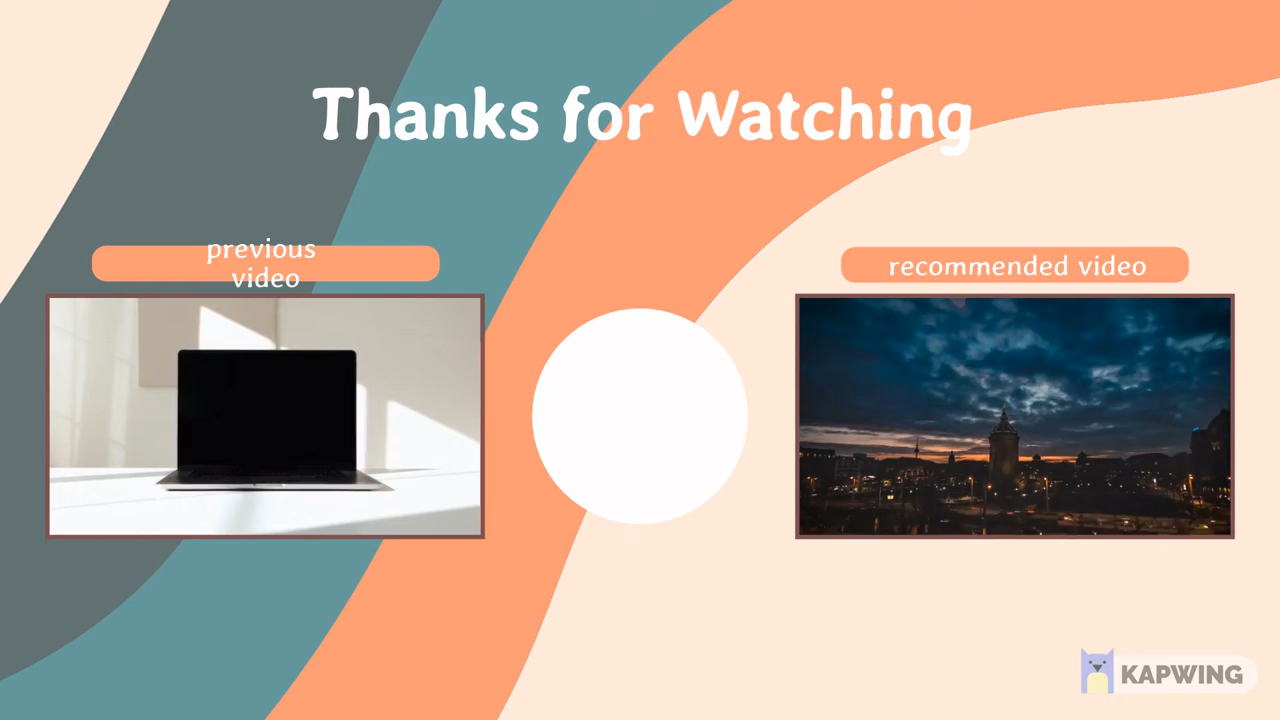 Thanks for Watching
previous
video
recommended video
KAPWING